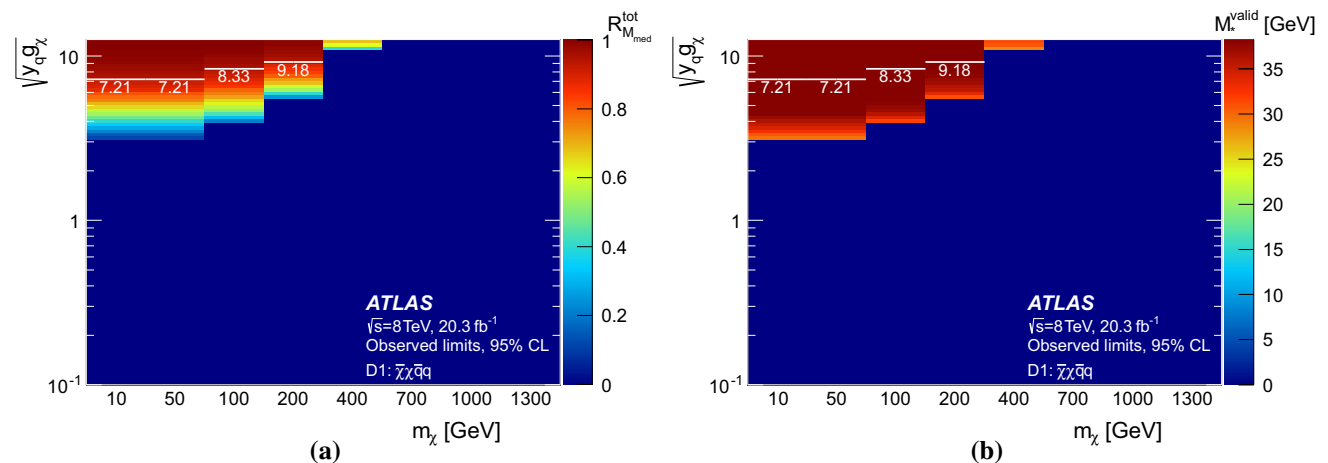 R^tot_M_med
M_*^valid [GeV]
√y_q g_χ
10
1
10^-1
7.21
7.21
8.33
9.18
1
0.8
0.6
0.4
0.2
0
ATLAS
√s=8TeV, 20.3 fb^-1
Observed limits, 95% CL
D1: χ̄χq̄q
10 50 100 200 400 700 1000 1300
m_χ [GeV]
(a)
√y_q g_χ
10
1
10^-1
7.21
7.21
8.33
9.18
35
30
25
20
15
10
5
0
ATLAS
√s=8TeV, 20.3 fb^-1
Observed limits, 95% CL
D1: χ̄χq̄q
10 50 100 200 400 700 1000 1300
m_χ [GeV]
(b)